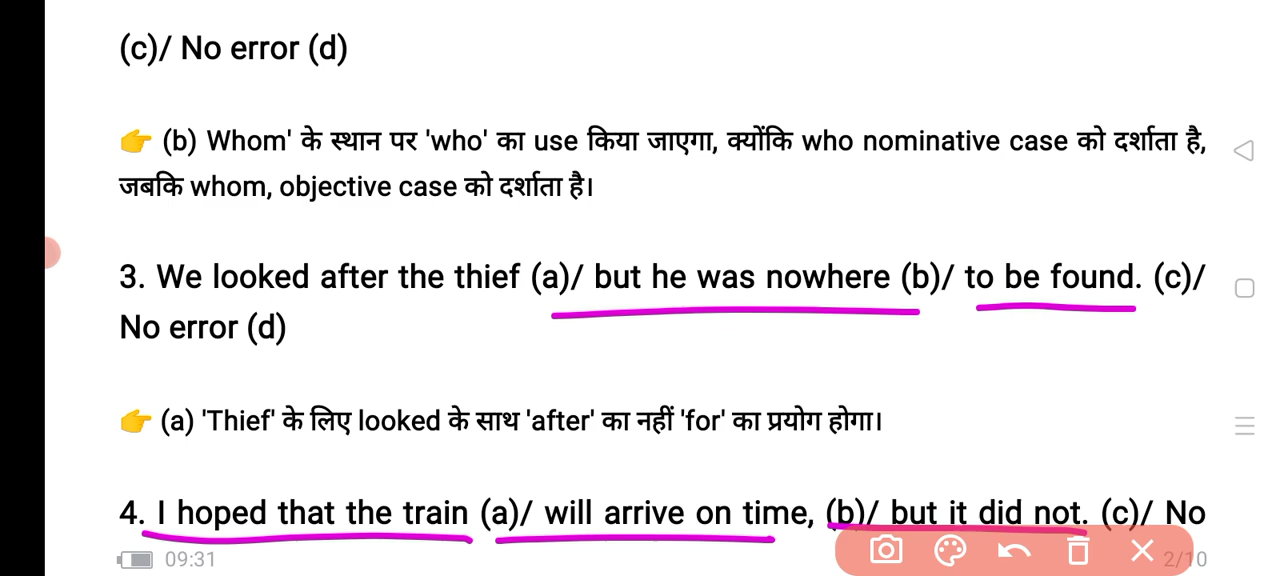 (c)/ No error (d)
👉 (b) Whom' के स्थान पर 'who' का use किया जाएगा, क्योंकि who nominative case को दर्शाता है,
जबकि whom, objective case को दर्शाता है।
3. We looked after the thief (a)/ but he was nowhere (b)/ to be found. (c)/
No error (d)
👉 (a) 'Thief' के लिए looked के साथ 'after' का नहीं 'for' का प्रयोग होगा।
4. I hoped that the train (a)/ will arrive on time, (b)/ but it did not. (c)/ No
09:31 2/10